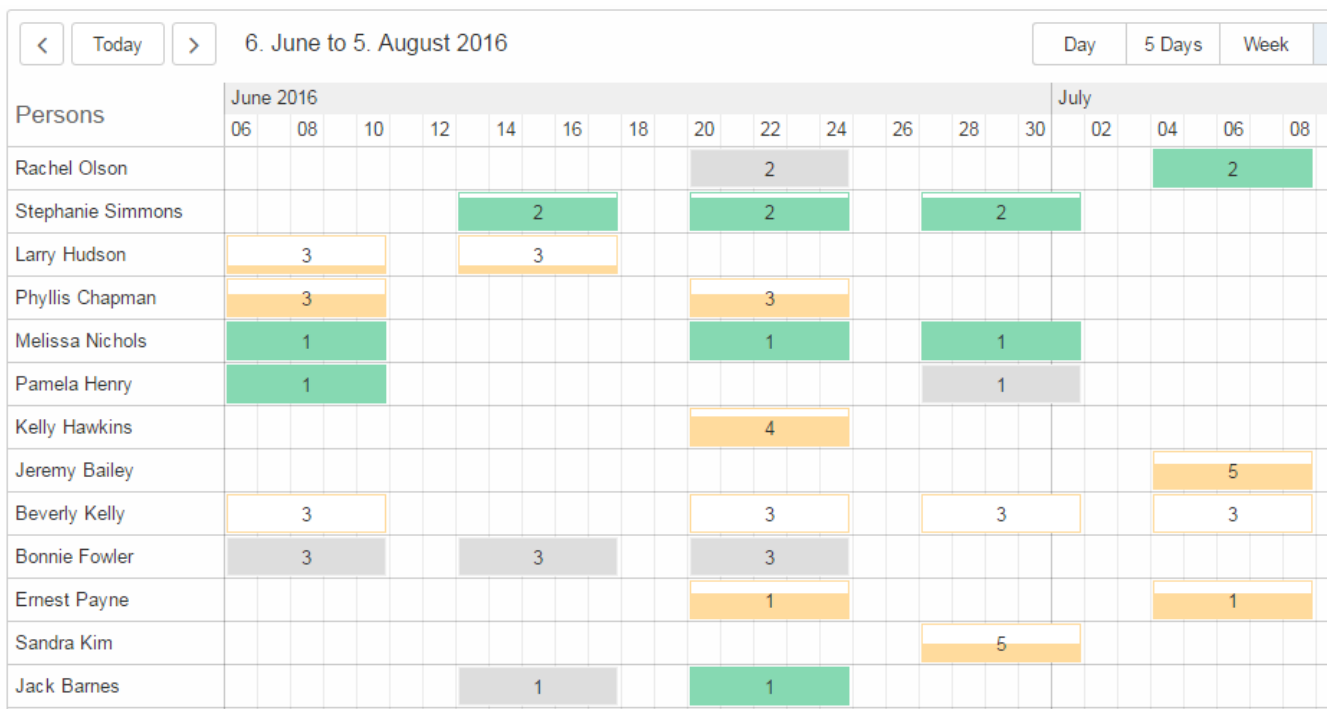 Today 6. June to 5. August 2016 Day 5 Days Week
Persons
June 2016 July
06 08 10 12 14 16 18 20 22 24 26 28 30 02 04 06 08
Rachel Olson 2 2
Stephanie Simmons 2 2 2
Larry Hudson 3 3
Phyllis Chapman 3 3
Melissa Nichols 1 1 1
Pamela Henry 1 1
Kelly Hawkins 4
Jeremy Bailey 5
Beverly Kelly 3 3 3 3
Bonnie Fowler 3 3 3
Ernest Payne 1 1
Sandra Kim 5
Jack Barnes 1 1